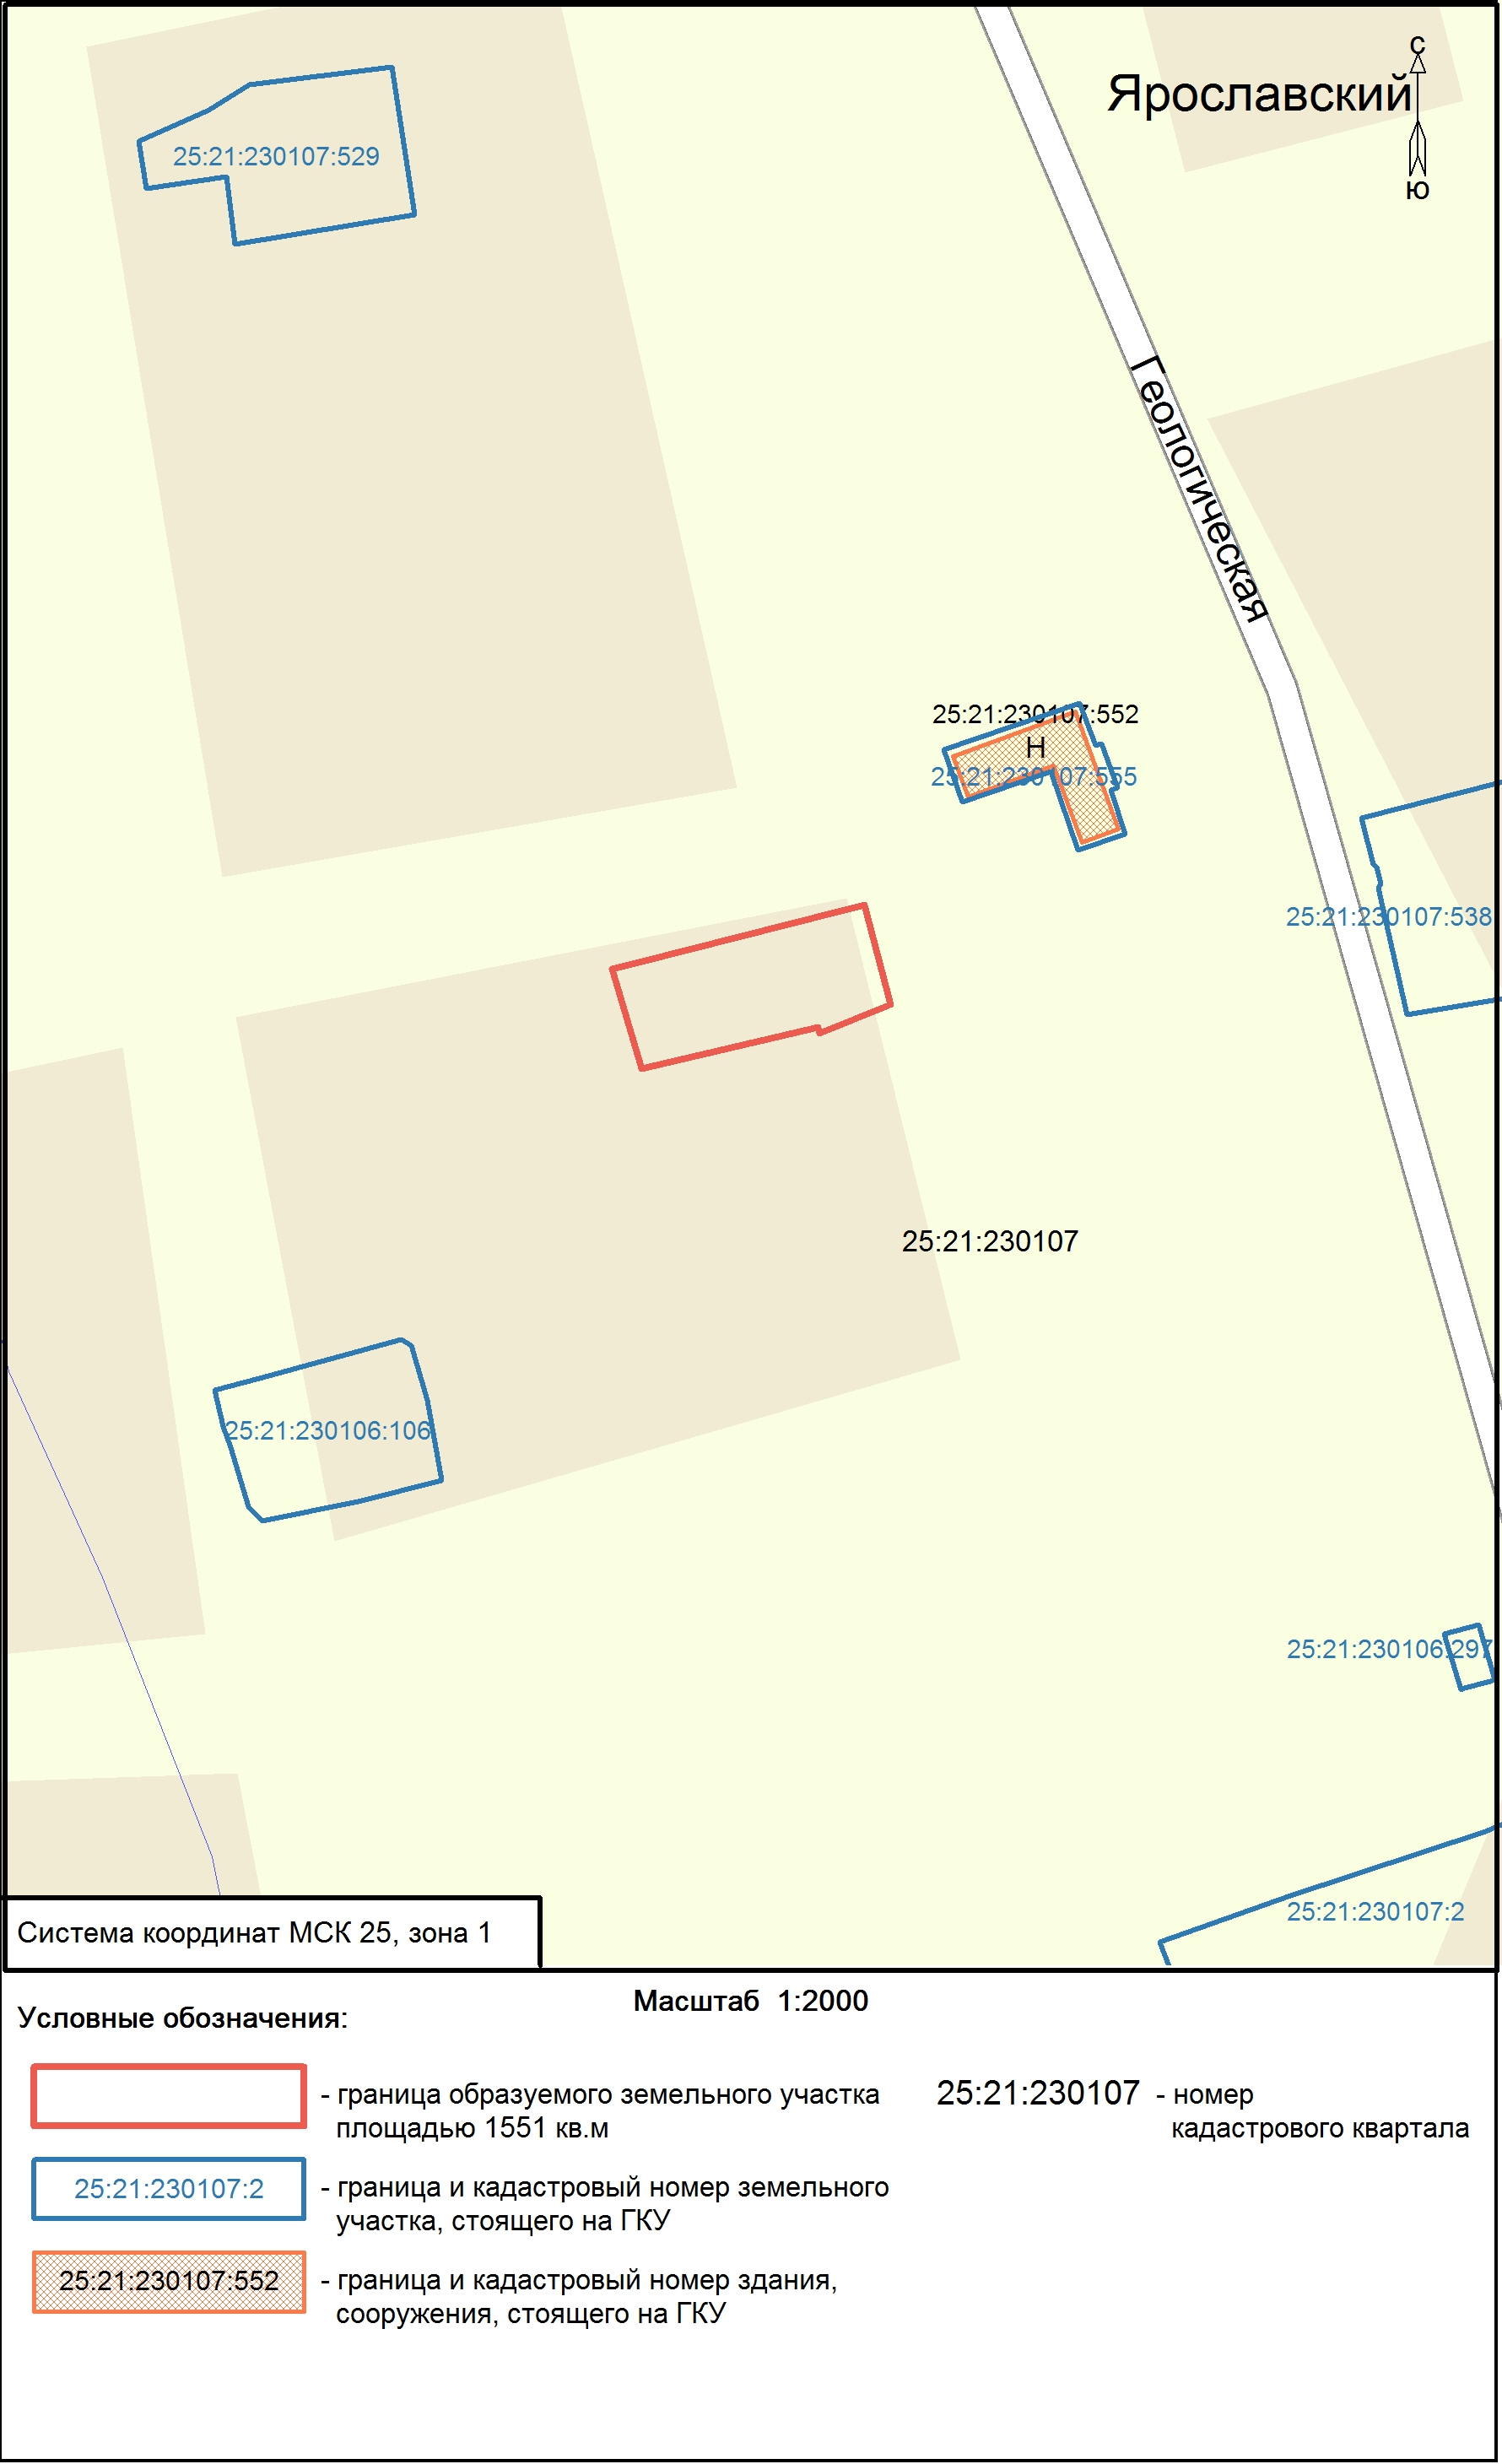 С
Ярославский
Ю
25:21:230107:529
Геологическая
25:21:230107:552
Н
25:21:230107:555
25:21:230107:538
25:21:230107
25:21:230106:106
25:21:230106:297
25:21:230107:2
Система координат МСК 25, зона 1
Масштаб 1:2000
Условные обозначения:
- граница образуемого земельного участка
площадью 1551 кв.м
25:21:230107 - номер
кадастрового квартала
25:21:230107:2 - граница и кадастровый номер земельного
участка, стоящего на ГКУ
25:21:230107:552 - граница и кадастровый номер здания,
сооружения, стоящего на ГКУ